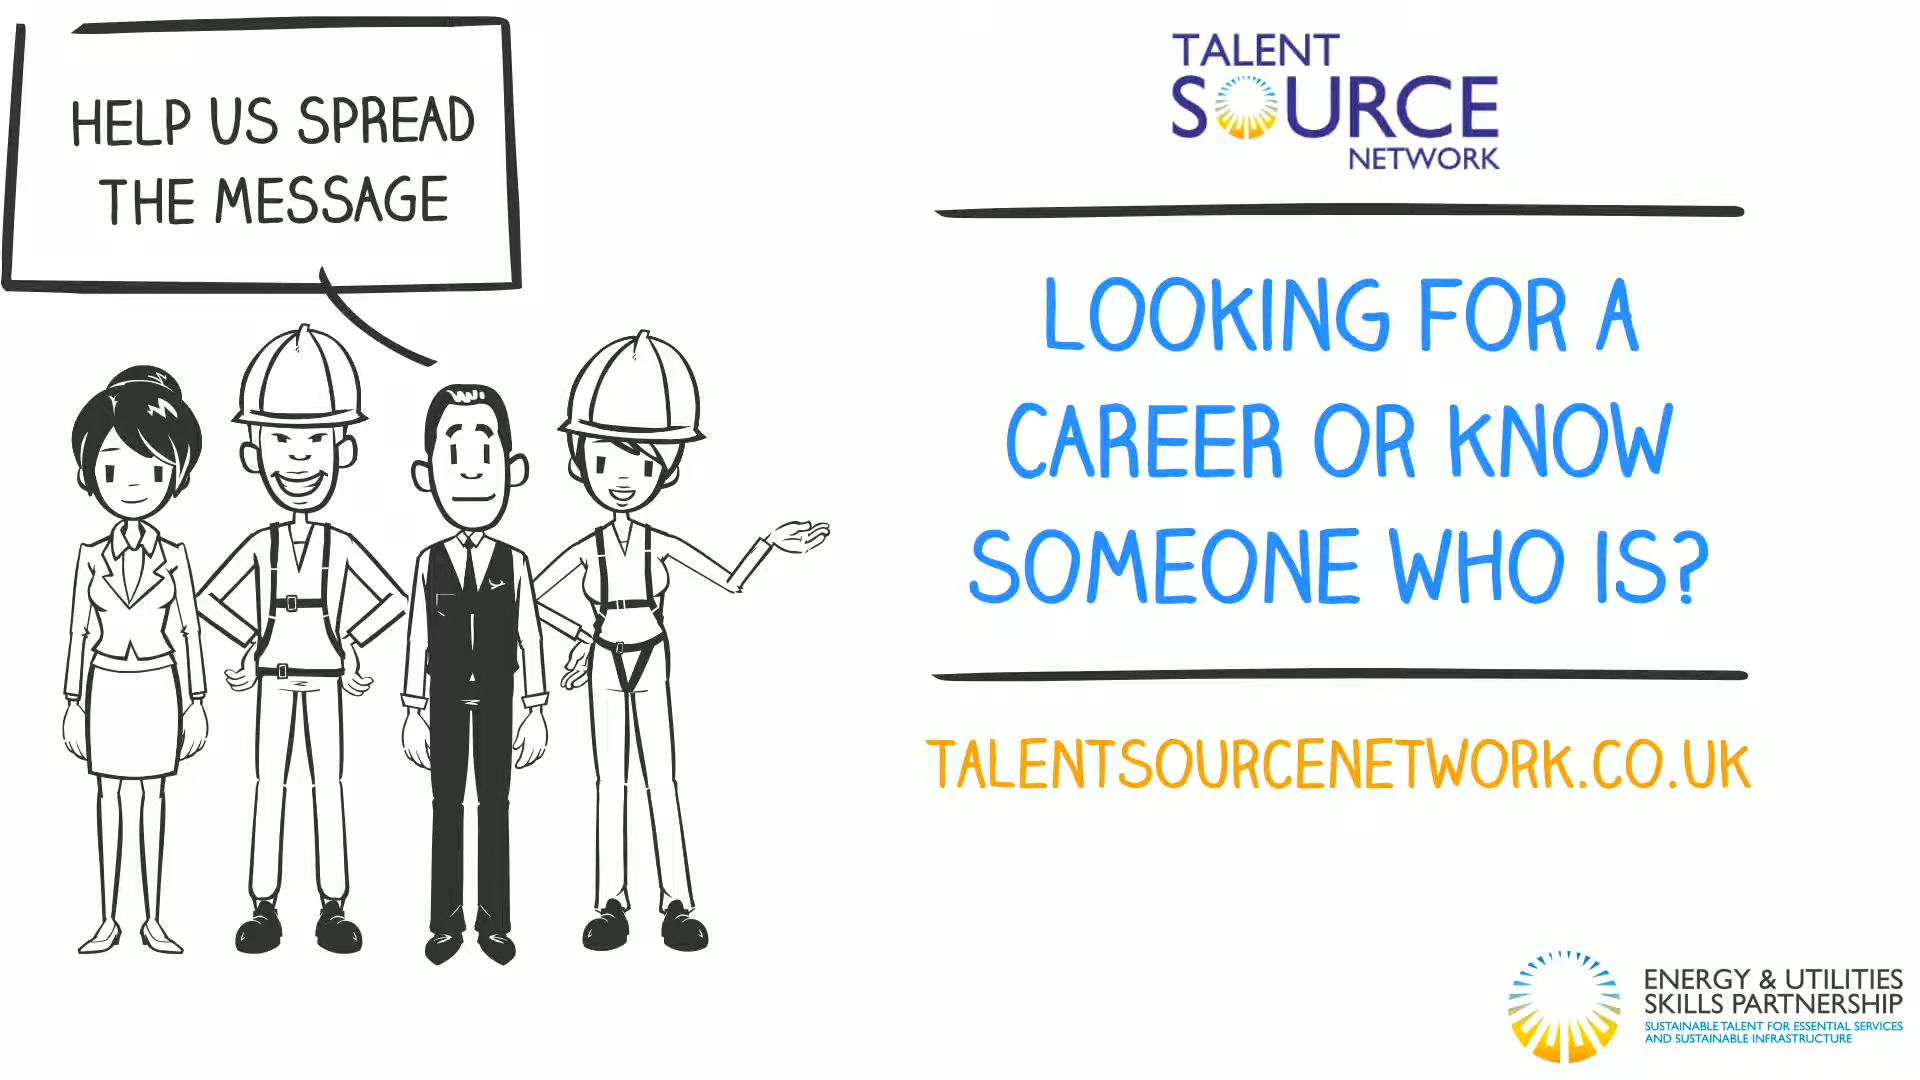 HELP US SPREAD
THE MESSAGE
TALENT
SOURCE
NETWORK
LOOKING FOR A
CAREER OR KNOW
SOMEONE WHO IS?
TALENTSOURCENETWORK.CO.UK
ENERGY & UTILITIES
SKILLS PARTNERSHIP
SUSTAINABLE TALENT FOR ESSENTIAL SERVICES
AND SUSTAINABLE INFRASTRUCTURE